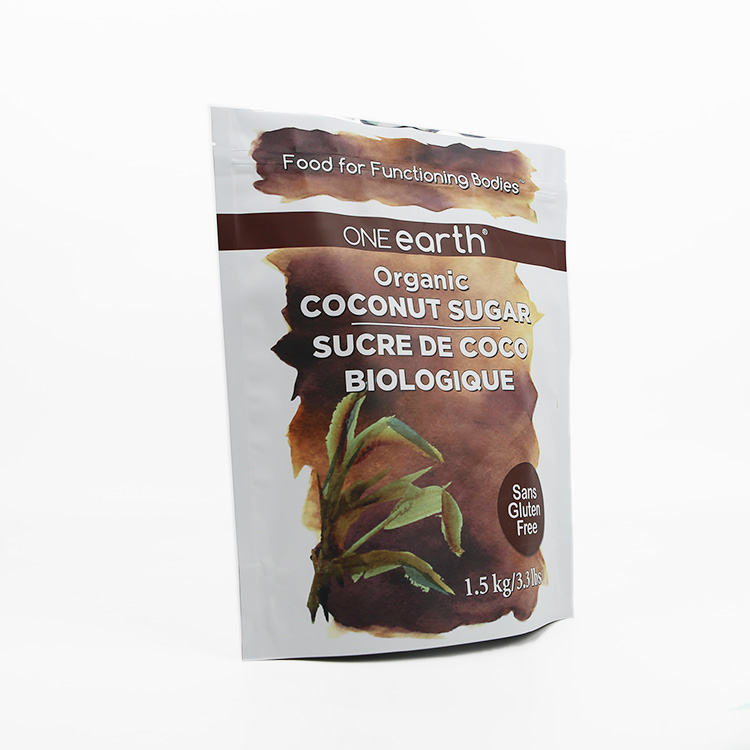 Food for Functioning Bodies™
ONE earth®
Organic
COCONUT SUGAR
SUCRE DE COCO
BIOLOGIQUE
Sans
Gluten
Free
1.5 kg/3.3 lbs